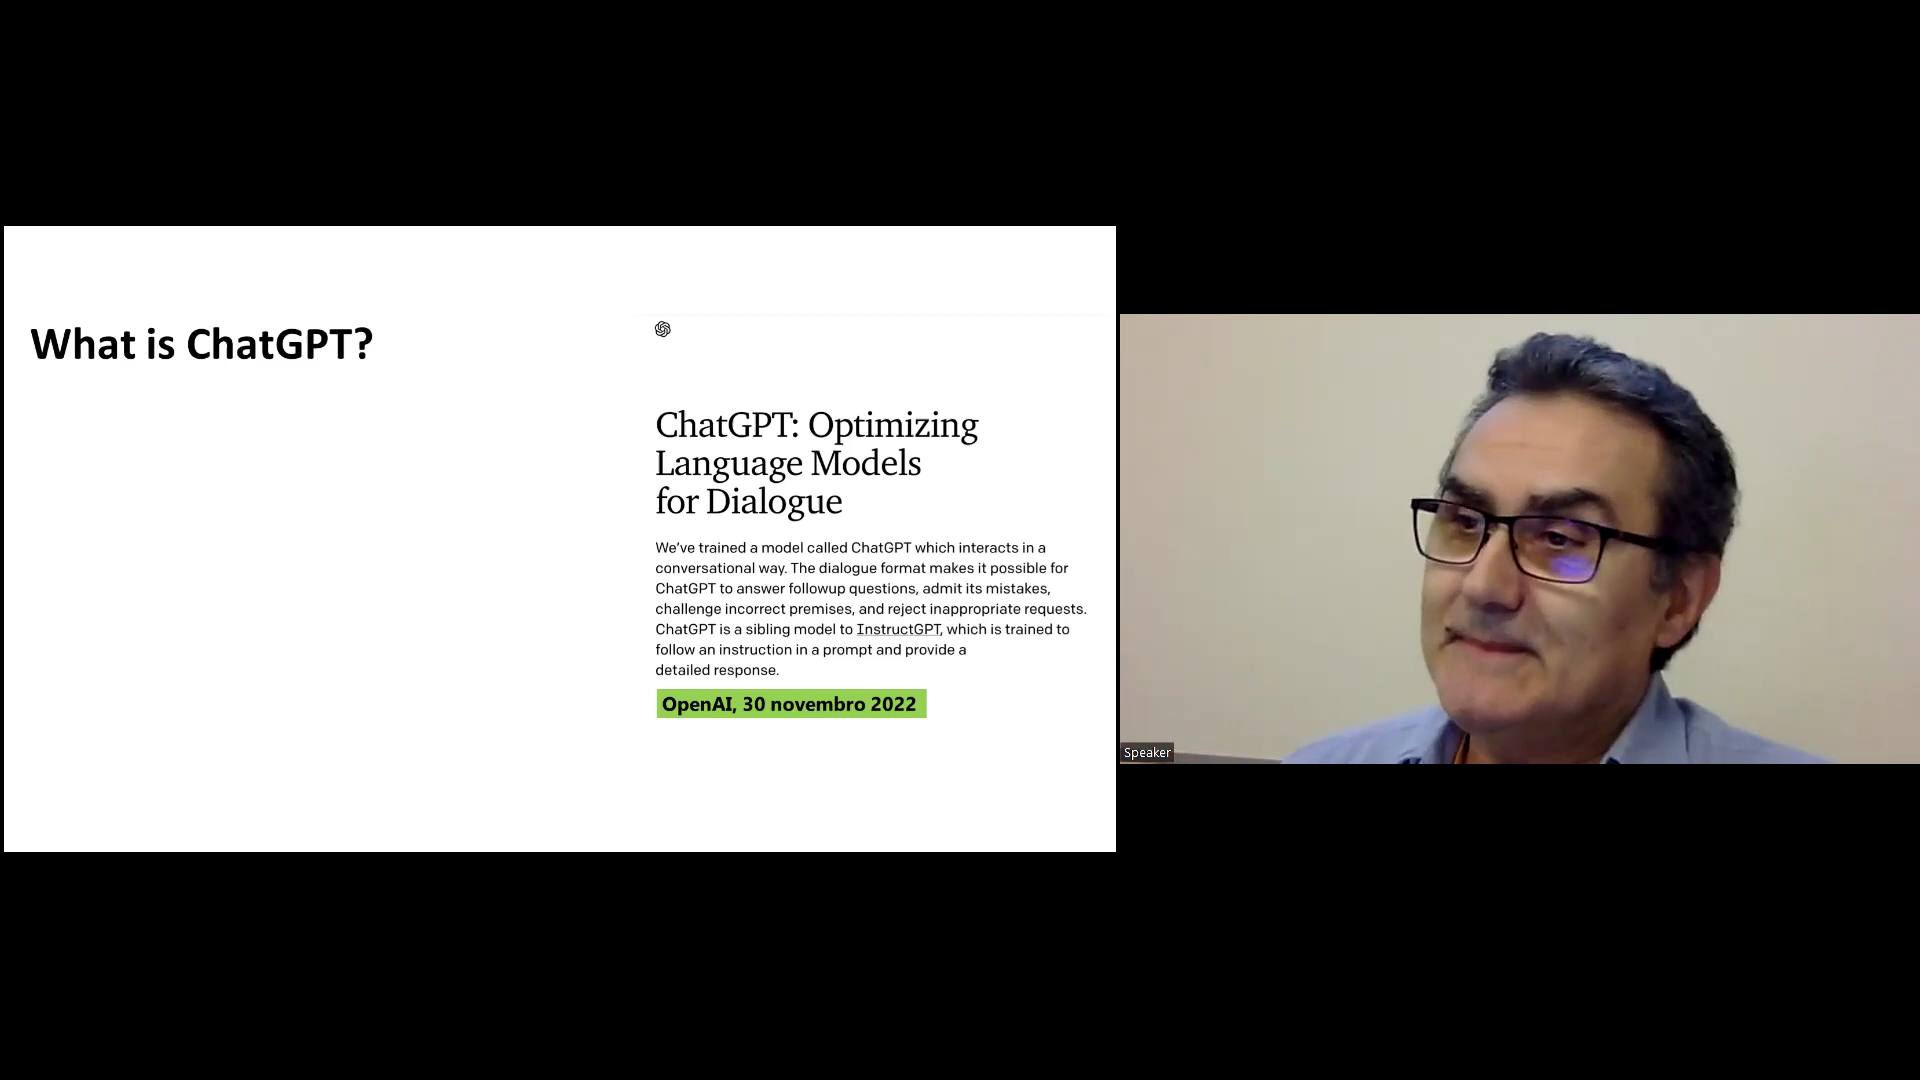 What is ChatGPT?
ChatGPT: Optimizing
Language Models
for Dialogue
We've trained a model called ChatGPT which interacts in a
conversational way. The dialogue format makes it possible for
ChatGPT to answer followup questions, admit its mistakes,
challenge incorrect premises, and reject inappropriate requests.
ChatGPT is a sibling model to InstructGPT, which is trained to
follow an instruction in a prompt and provide a
detailed response.
OpenAI, 30 novembro 2022
Speaker